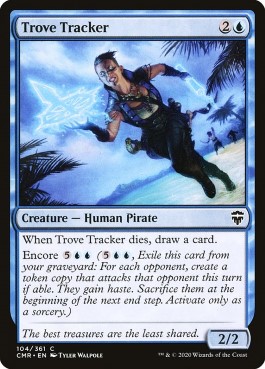 Trove Tracker 2
Creature — Human Pirate
When Trove Tracker dies, draw a card.
Encore 5 (5, Exile this card from
your graveyard: For each opponent, create a
token copy that attacks that opponent this
turn if able. They gain haste. Sacrifice them at the
beginning of the next end step. Activate only as
a sorcery.)
The best treasures are the least shared.
2/2
104/361 C
CMR • EN TYLER WALPOLE ™ & © 2020 Wizards of the Coast